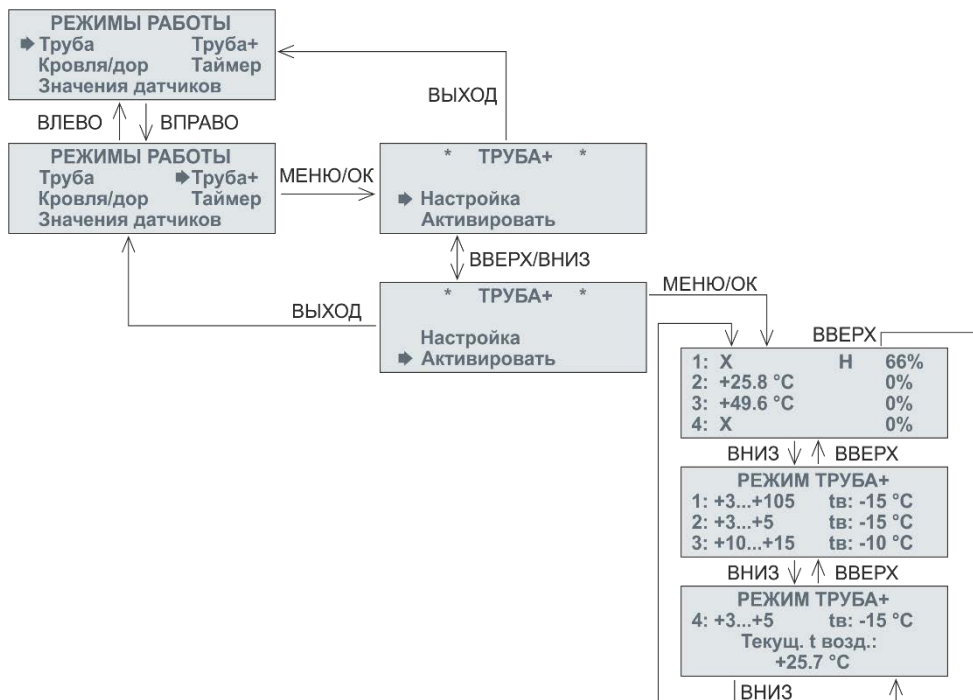 РЕЖИМЫ РАБОТЫ
Труба Труба+
Кровля/дор Таймер
Значения датчиков
ВЫХОД
ВЛЕВО ВПРАВО
РЕЖИМЫ РАБОТЫ
Труба Труба+
Кровля/дор Таймер
Значения датчиков
МЕНЮ/ОК
* ТРУБА+ *
Настройка
Активировать
ВВЕРХ/ВНИЗ
ВЫХОД
* ТРУБА+ *
Настройка
Активировать
МЕНЮ/ОК
ВВЕРХ
1: X Н 66%
2: +25.8 °C 0%
3: +49.6 °C 0%
4: X 0%
ВНИЗ ВВЕРХ
РЕЖИМ ТРУБА+
1: +3...+105 tв: -15 °C
2: +3...+5 tв: -15 °C
3: +10...+15 tв: -10 °C
ВНИЗ ВВЕРХ
РЕЖИМ ТРУБА+
4: +3...+5 tв: -15 °C
Текущ. t возд.:
+25.7 °C
ВНИЗ